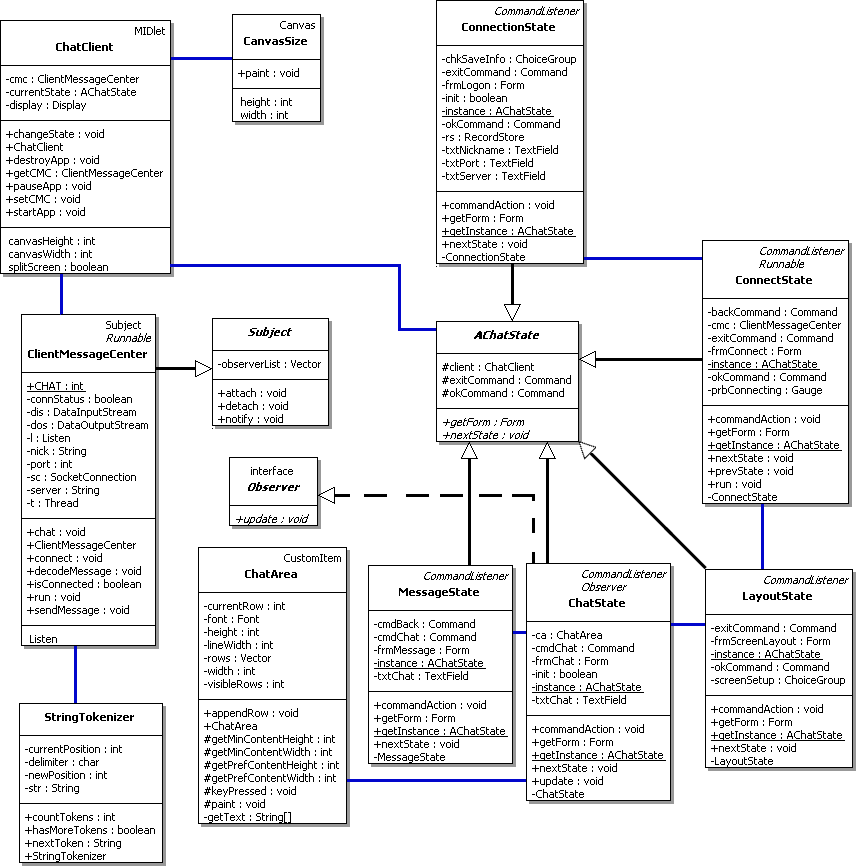 MIDlet
ChatClient
-cmc : ClientMessageCenter
-currentState : AChatState
-display : Display
+changeState : void
+ChatClient
+destroyApp : void
+getCMC : ClientMessageCenter
+pauseApp : void
+setCMC : void
+startApp : void
canvasHeight : int
canvasWidth : int
splitScreen : boolean
Canvas
CanvasSize
+paint : void
height : int
width : int
CommandListener
ConnectionState
-chkSaveInfo : ChoiceGroup
-exitCommand : Command
-frmLogon : Form
-init : boolean
-instance : AChatState
-okCommand : Command
-rs : RecordStore
-txtNickname : TextField
-txtPort : TextField
-txtServer : TextField
+commandAction : void
+getForm : Form
+getInstance : AChatState
+nextState : void
-ConnectionState
CommandListener
Runnable
ConnectState
-backCommand : Command
-cmc : ClientMessageCenter
-exitCommand : Command
-frmConnect : Form
-instance : AChatState
-okCommand : Command
-prbConnecting : Gauge
+commandAction : void
+getForm : Form
+getInstance : AChatState
+nextState : void
+prevState : void
+run : void
-ConnectState
Subject
Runnable
ClientMessageCenter
+CHAT : int
-connStatus : boolean
-dis : DataInputStream
-dos : DataOutputStream
-l : Listen
-nick : String
-port : int
-sc : SocketConnection
-server : String
-t : Thread
+chat : void
+ClientMessageCenter
+connect : void
+decodeMessage : void
+isConnected : boolean
+run : void
+sendMessage : void
Listen
Subject
-observerList : Vector
+attach : void
+detach : void
+notify : void
AChatState
#client : ChatClient
#exitCommand : Command
#okCommand : Command
+getForm : Form
+nextState : void
interface
Observer
+update : void
CustomItem
ChatArea
-currentRow : int
-font : Font
-height : int
-lineWidth : int
-rows : Vector
-width : int
-visibleRows : int
+appendRow : void
+ChatArea
#getMinContentHeight : int
#getMinContentWidth : int
#getPrefContentHeight : int
#getPrefContentWidth : int
#keyPressed : void
#paint : void
-getText : String[]
CommandListener
MessageState
-cmdBack : Command
-cmdChat : Command
-frmMessage : Form
-instance : AChatState
-txtChat : TextField
+commandAction : void
+getForm : Form
+getInstance : AChatState
+nextState : void
-MessageState
CommandListener
Observer
ChatState
-ca : ChatArea
-cmdChat : Command
-frmChat : Form
-init : boolean
-instance : AChatState
-txtChat : TextField
+commandAction : void
+getForm : Form
+getInstance : AChatState
+nextState : void
+update : void
-ChatState
CommandListener
LayoutState
-exitCommand : Command
-frmScreenLayout : Form
-instance : AChatState
-okCommand : Command
-screenSetup : ChoiceGroup
+commandAction : void
+getForm : Form
+getInstance : AChatState
+nextState : void
-LayoutState
StringTokenizer
-currentPosition : int
-delimiter : char
-newPosition : int
-str : String
+countTokens : int
+hasMoreTokens : boolean
+nextToken : String
+StringTokenizer